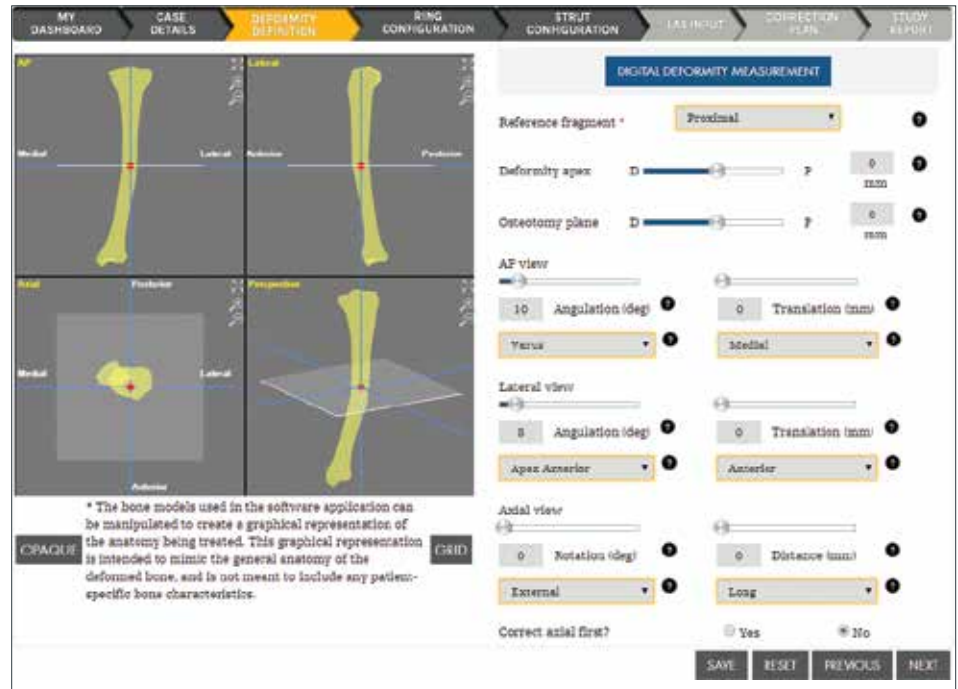 MY DASHBOARD
CASE DETAILS
DEFORMITY DEFINITION
RING CONFIGURATION
STRUT CONFIGURATION
LAS INPUT
CORRECTION PLAN
STUDY REPORT
AP
Lateral
Medial
Lateral
Anterior
Posterior
Axial
Posterior
Perspective
Medial
Lateral
Anterior
OPAQUE
* The bone models used in the software application can
be manipulated to create a graphical representation of
the anatomy being treated. This graphical representation
is intended to mimic the general anatomy of the
deformed bone, and is not meant to include any patient-
specific bone characteristics.
GRID
DIGITAL DEFORMITY MEASUREMENT
Reference fragment * Proximal ?
Deformity apex D P 0 mm ?
Osteotomy plane D P 0 mm ?
AP view
10 Angulation (deg) ? 0 Translation (mm) ?
Varus ? Medial ?
Lateral view
8 Angulation (deg) ? 0 Translation (mm) ?
Apex Anterior ? Anterior ?
Axial view
0 Rotation (deg) ? 0 Distance (mm) ?
External ? Long ?
Correct axial first? Yes No
SAVE RESET PREVIOUS NEXT